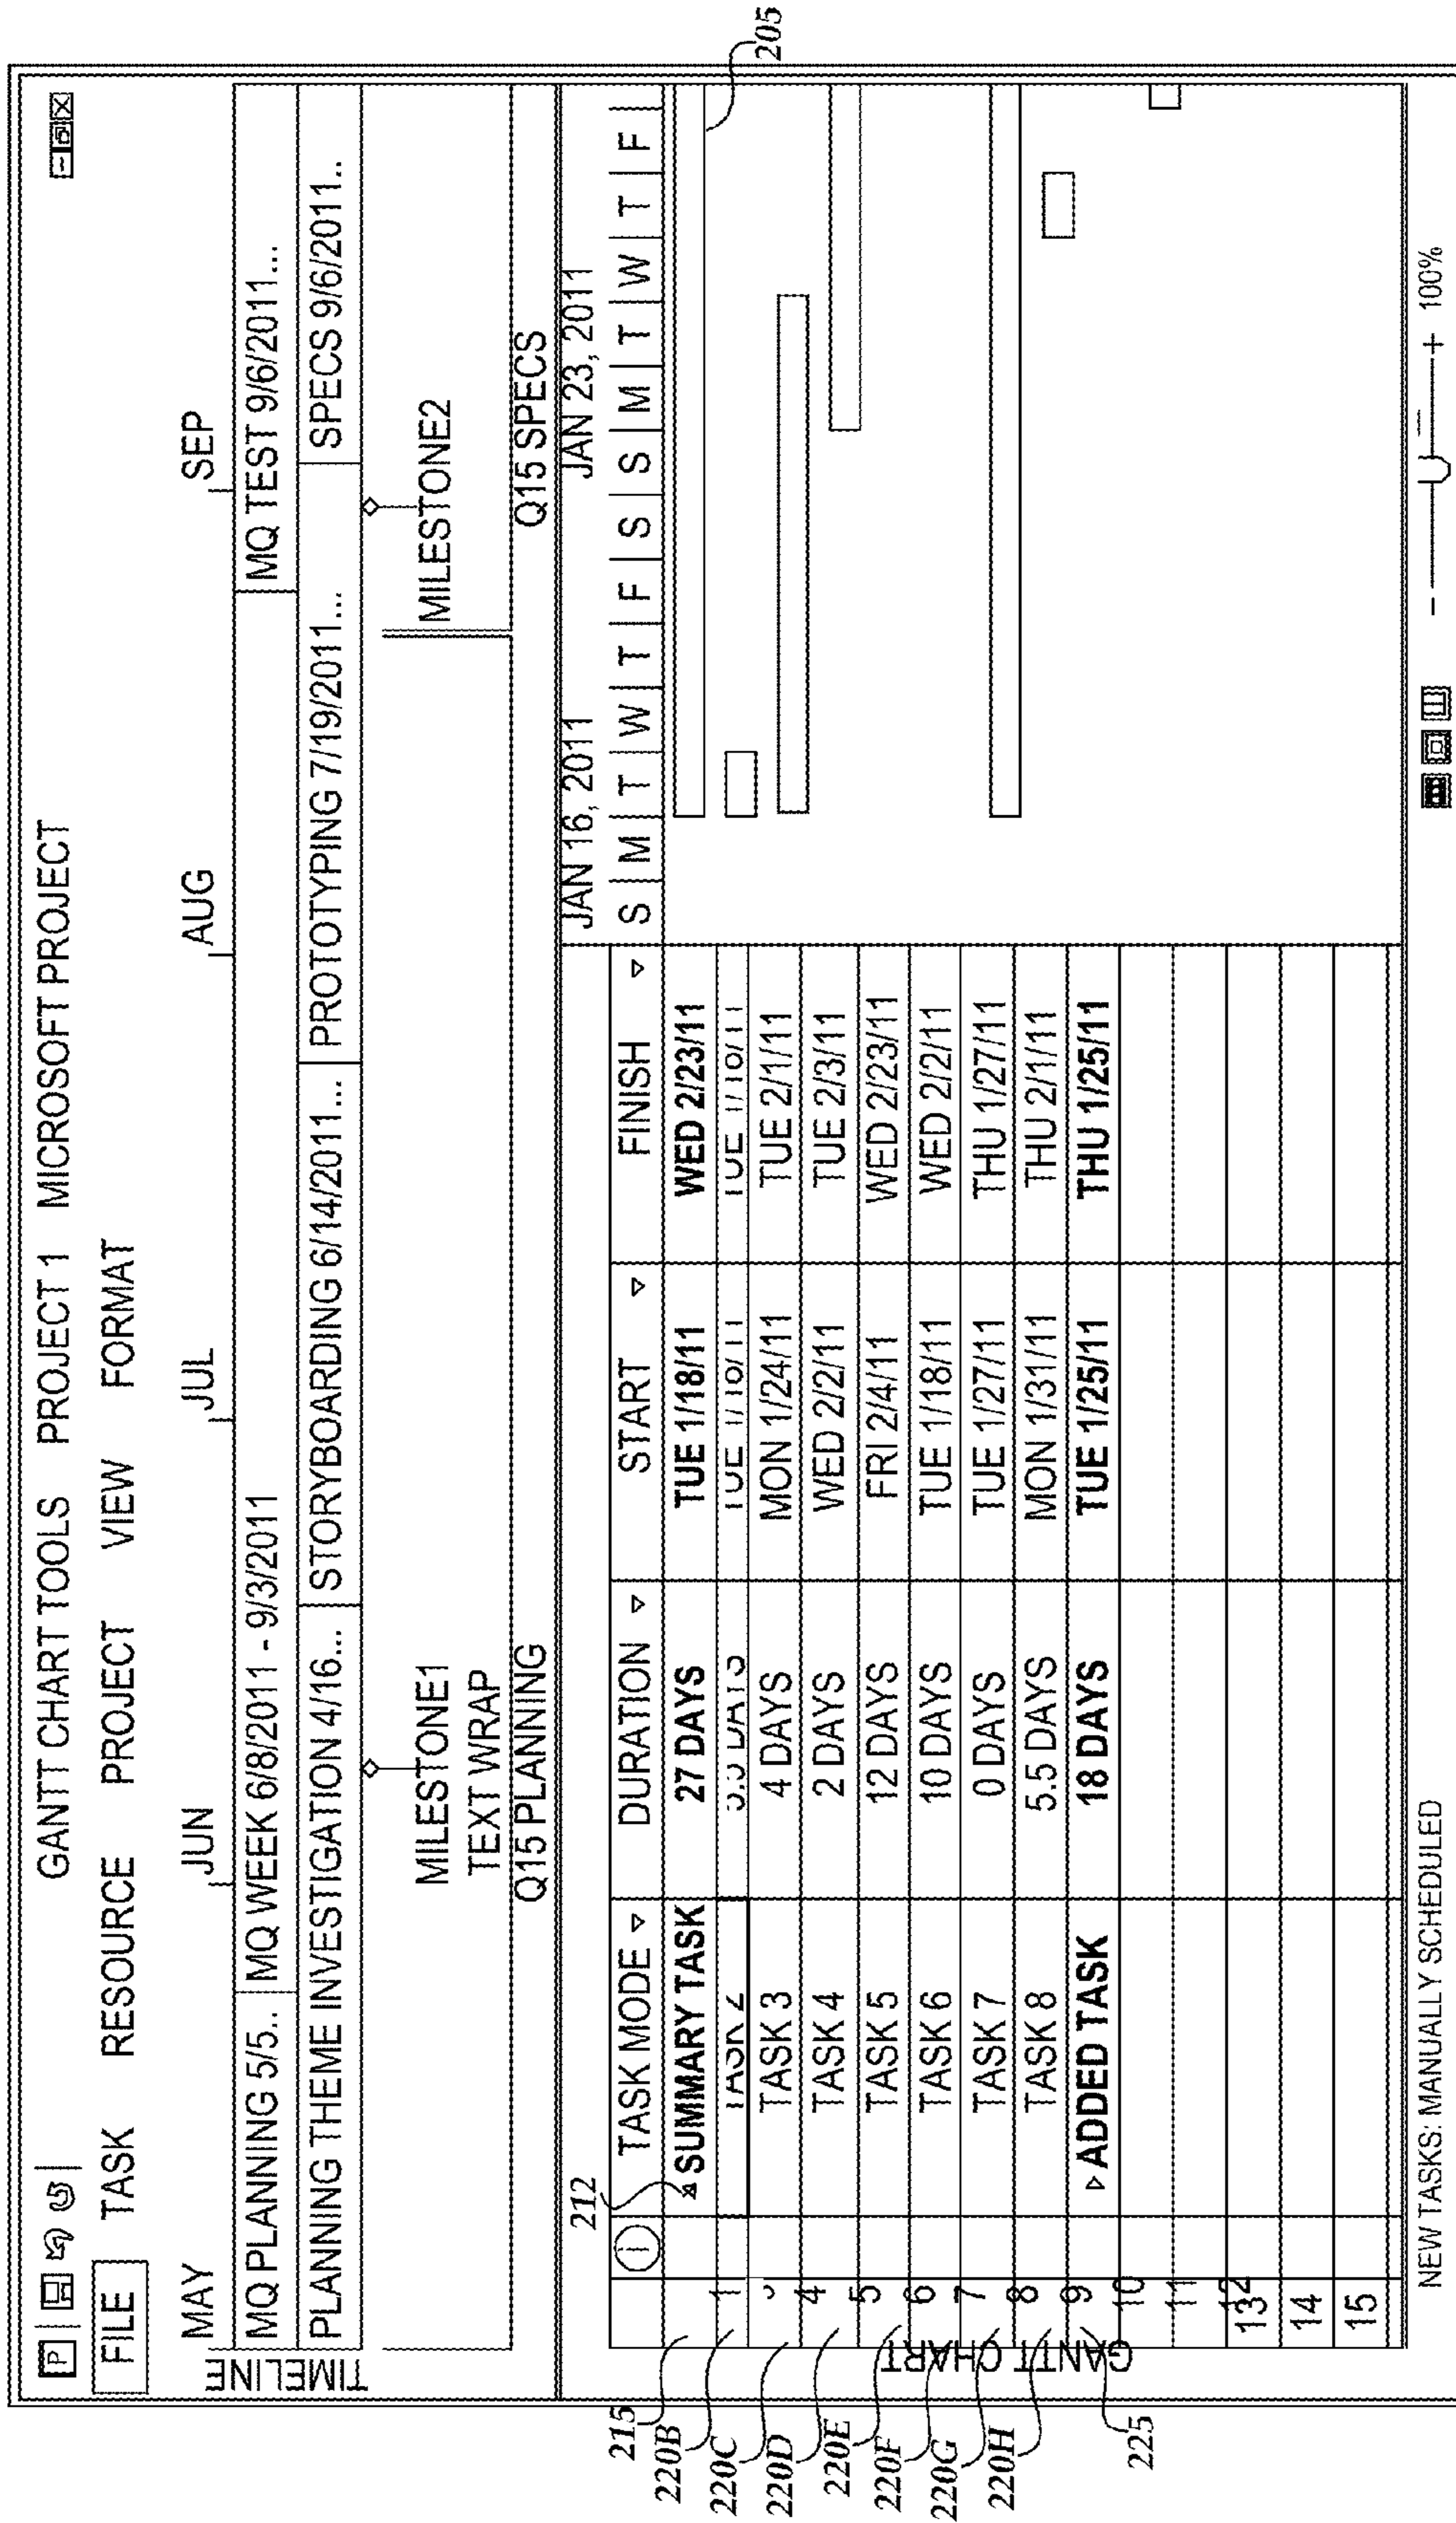 GANTT CHART TOOLS PROJECT 1 MICROSOFT PROJECT
FILE TASK RESOURCE PROJECT VIEW FORMAT
MAY JUN JUL AUG SEP
TIMELINE
MQ PLANNING 5/5.. MQ WEEK 6/8/2011 - 9/3/2011 MQ TEST 9/6/2011...
PLANNING THEME INVESTIGATION 4/16... STORYBOARDING 6/14/2011... PROTOTYPING 7/19/2011... SPECS 9/6/2011..
MILESTONE1 MILESTONE2
TEXT WRAP
Q15 PLANNING Q15 SPECS
JAN 16, 2011 JAN 23, 2011
212
TASK MODE DURATION START FINISH S M T W T F S S M T W T F
215 SUMMARY TASK 27 DAYS TUE 1/18/11 WED 2/23/11 205
220B 1 TASK 2 DAYS TUE TUE
220C TASK 3 4 DAYS MON 1/24/11 TUE 2/1/11
220D 4 TASK 4 2 DAYS WED 2/2/11 TUE 2/3/11
220E 5 TASK 5 12 DAYS FRI 2/4/11 WED 2/23/11
220F 6 TASK 6 10 DAYS TUE 1/18/11 WED 2/2/11
220G 7 TASK 7 0 DAYS TUE 1/27/11 THU 1/27/11
220H 8 TASK 8 5.5 DAYS MON 1/31/11 THU 2/1/11
225 9 ADDED TASK 18 DAYS TUE 1/25/11 THU 1/25/11
GANTT CHART
10
11
12
13
14
15
NEW TASKS: MANUALLY SCHEDULED - + 100%